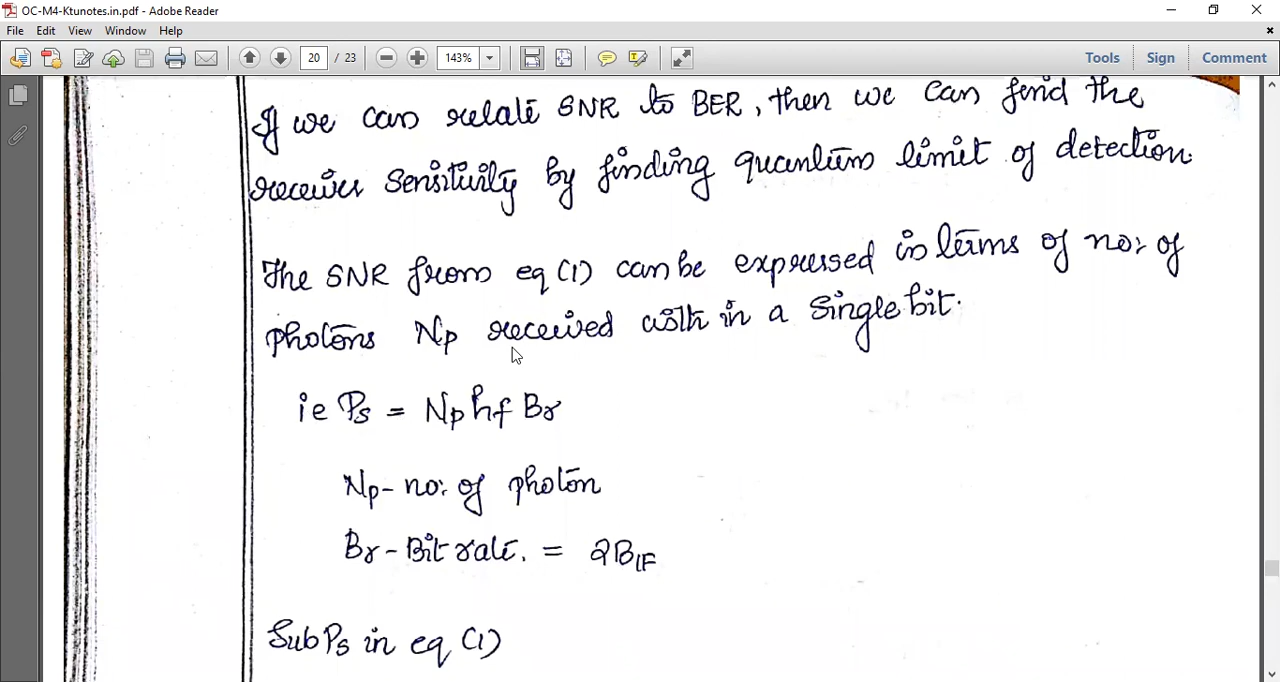 OC-M4-Ktunotes.in.pdf - Adobe Reader
File Edit View Window Help
20 / 23 143% Tools Sign Comment
If we can relate SNR to BER, then we can find the
receiver sensitivity by finding quantum limit of detection
The SNR from eq (1) can be expressed in terms of no: of
photons Np received with in a single bit.
ie Ps = Np hf Br
Np - no: of photon
Br - Bit rate. = 2BIF
Sub Ps in eq (1)